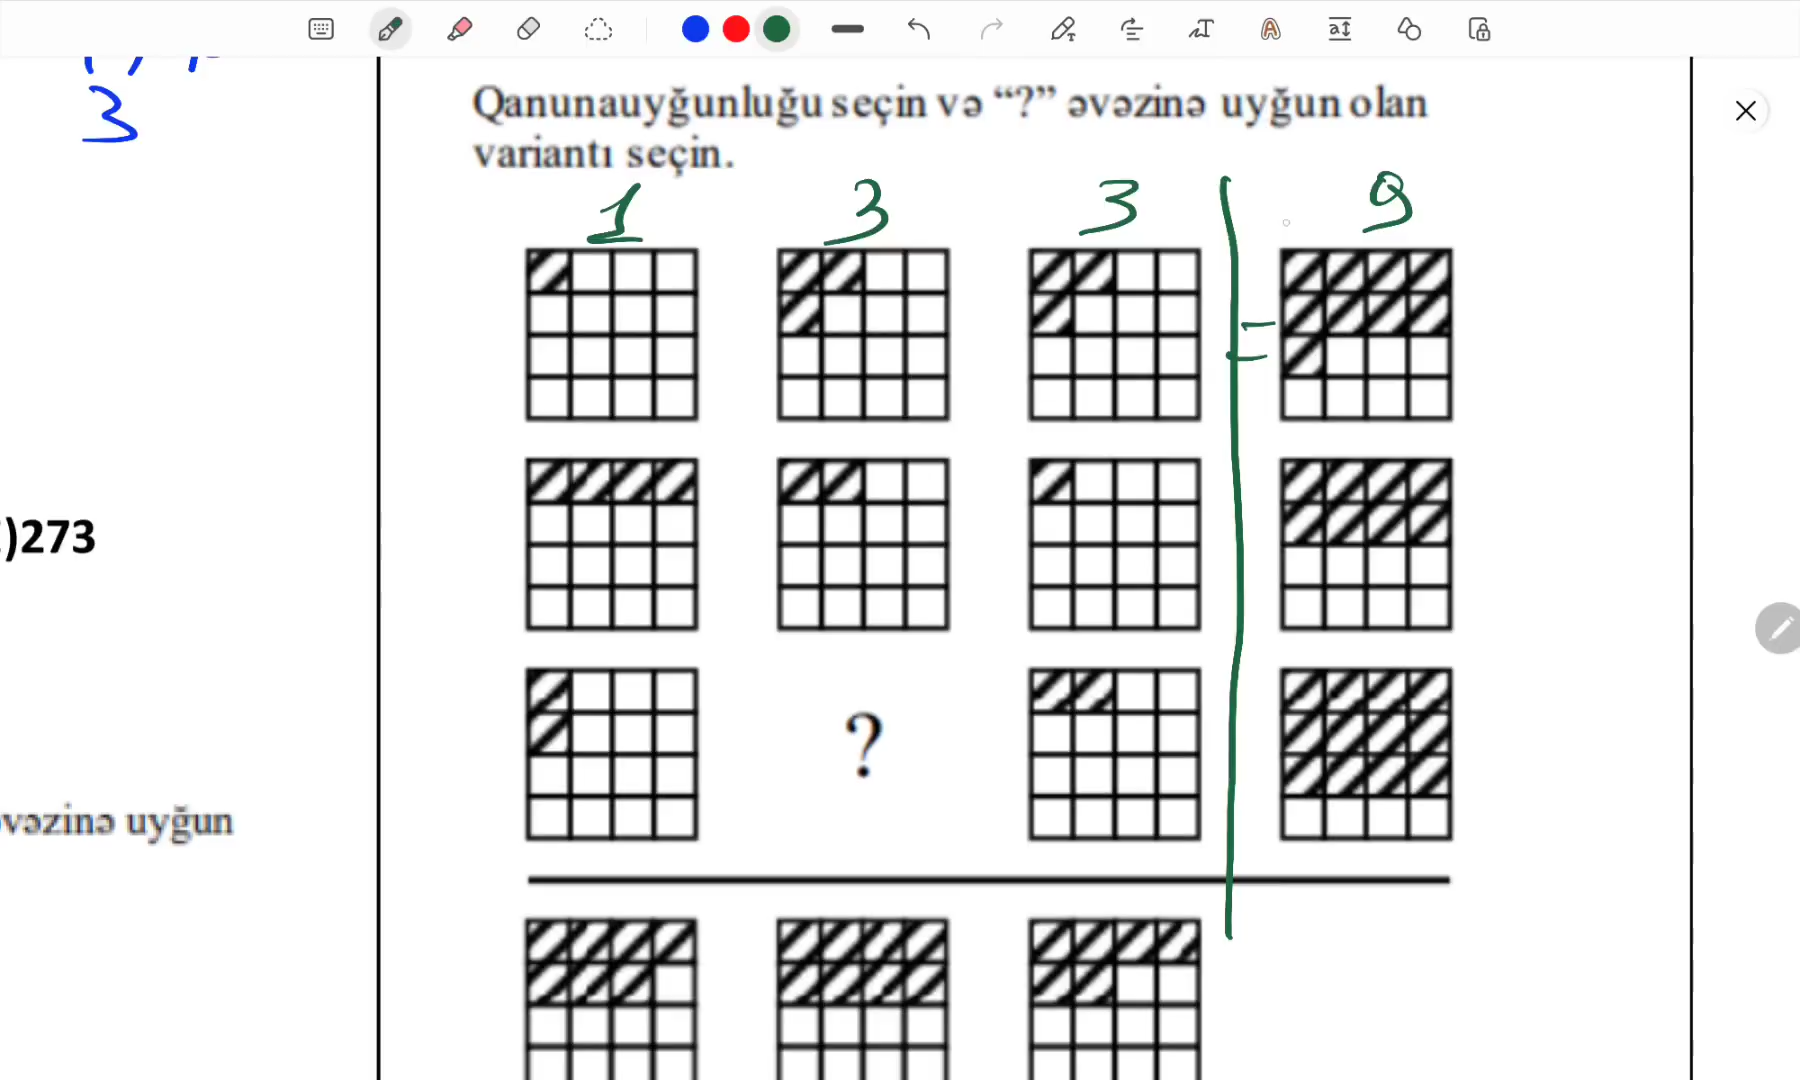 3
Qanunauyğunluğu seçin və “?” əvəzinə uyğun olan
variantı seçin.
1 3 3 9
=
)273
?
əvəzinə uyğun